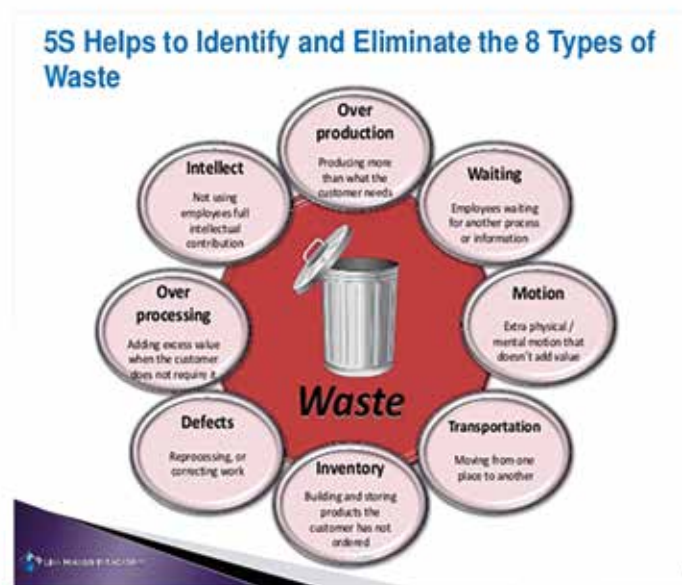 5S Helps to Identify and Eliminate the 8 Types of
Waste
Over
production
Producing more
than what the
customer needs
Waiting
Employees waiting
for another process
or information
Motion
Extra physical /
mental motion that
doesn't add value
Transportation
Moving from one
place to another
Inventory
Building and storing
products the
customer has not
ordered
Defects
Reprocessing, or
correcting work
Over
processing
Adding excess value
when the customer
does not require it
Intellect
Not using
employees full
intellectual
contribution
Waste